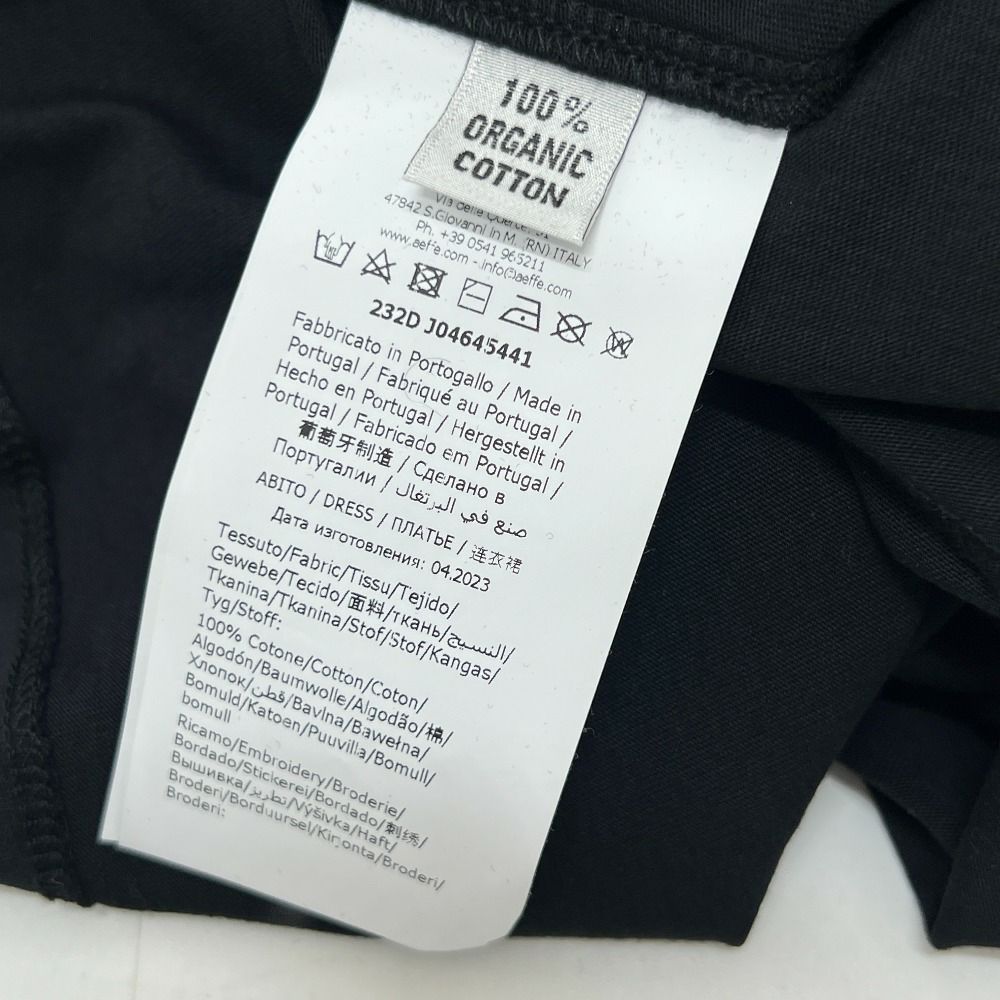 100%
ORGANIC
COTTON
Via delle Querce, 51
47842 S.Giovanni in M. (RN) ITALY
Ph. +39 0541 965211
www.aeffe.com - info@aeffe.com
232D J04645441
Fabbricato in Portogallo / Made in
Portugal / Fabriqué au Portugal /
Hecho en Portugal / Hergestellt in
Portugal / Fabricado em Portugal /
葡萄牙制造 / Сделано в
Португалии / صنع في البرتغال
ABITO / DRESS / ПЛАТЬЕ / 连衣裙
Дата изготовления: 04.2023
Tessuto/Fabric/Tissu/Tejido/
Gewebe/Tecido/面料/ткань/النسيج/
Tkanina/Tkanina/Stof/Stof/Kangas/
Tyg/Stoff:
100% Cotone/Cotton/Coton/
Algodón/Baumwolle/Algodão/棉/
Хлопок/قطن/Bavlna/Bawełna/
Bomuld/Katoen/Puuvilla/Bomull/
bomull
Ricamo/Embroidery/Broderie/
Bordado/Stickerei/Bordado/刺绣/
Вышивка/تطريز/Výšivka/Haft/
Broderi/Borduursel/Kirjonta/Broderi/
Broderi: